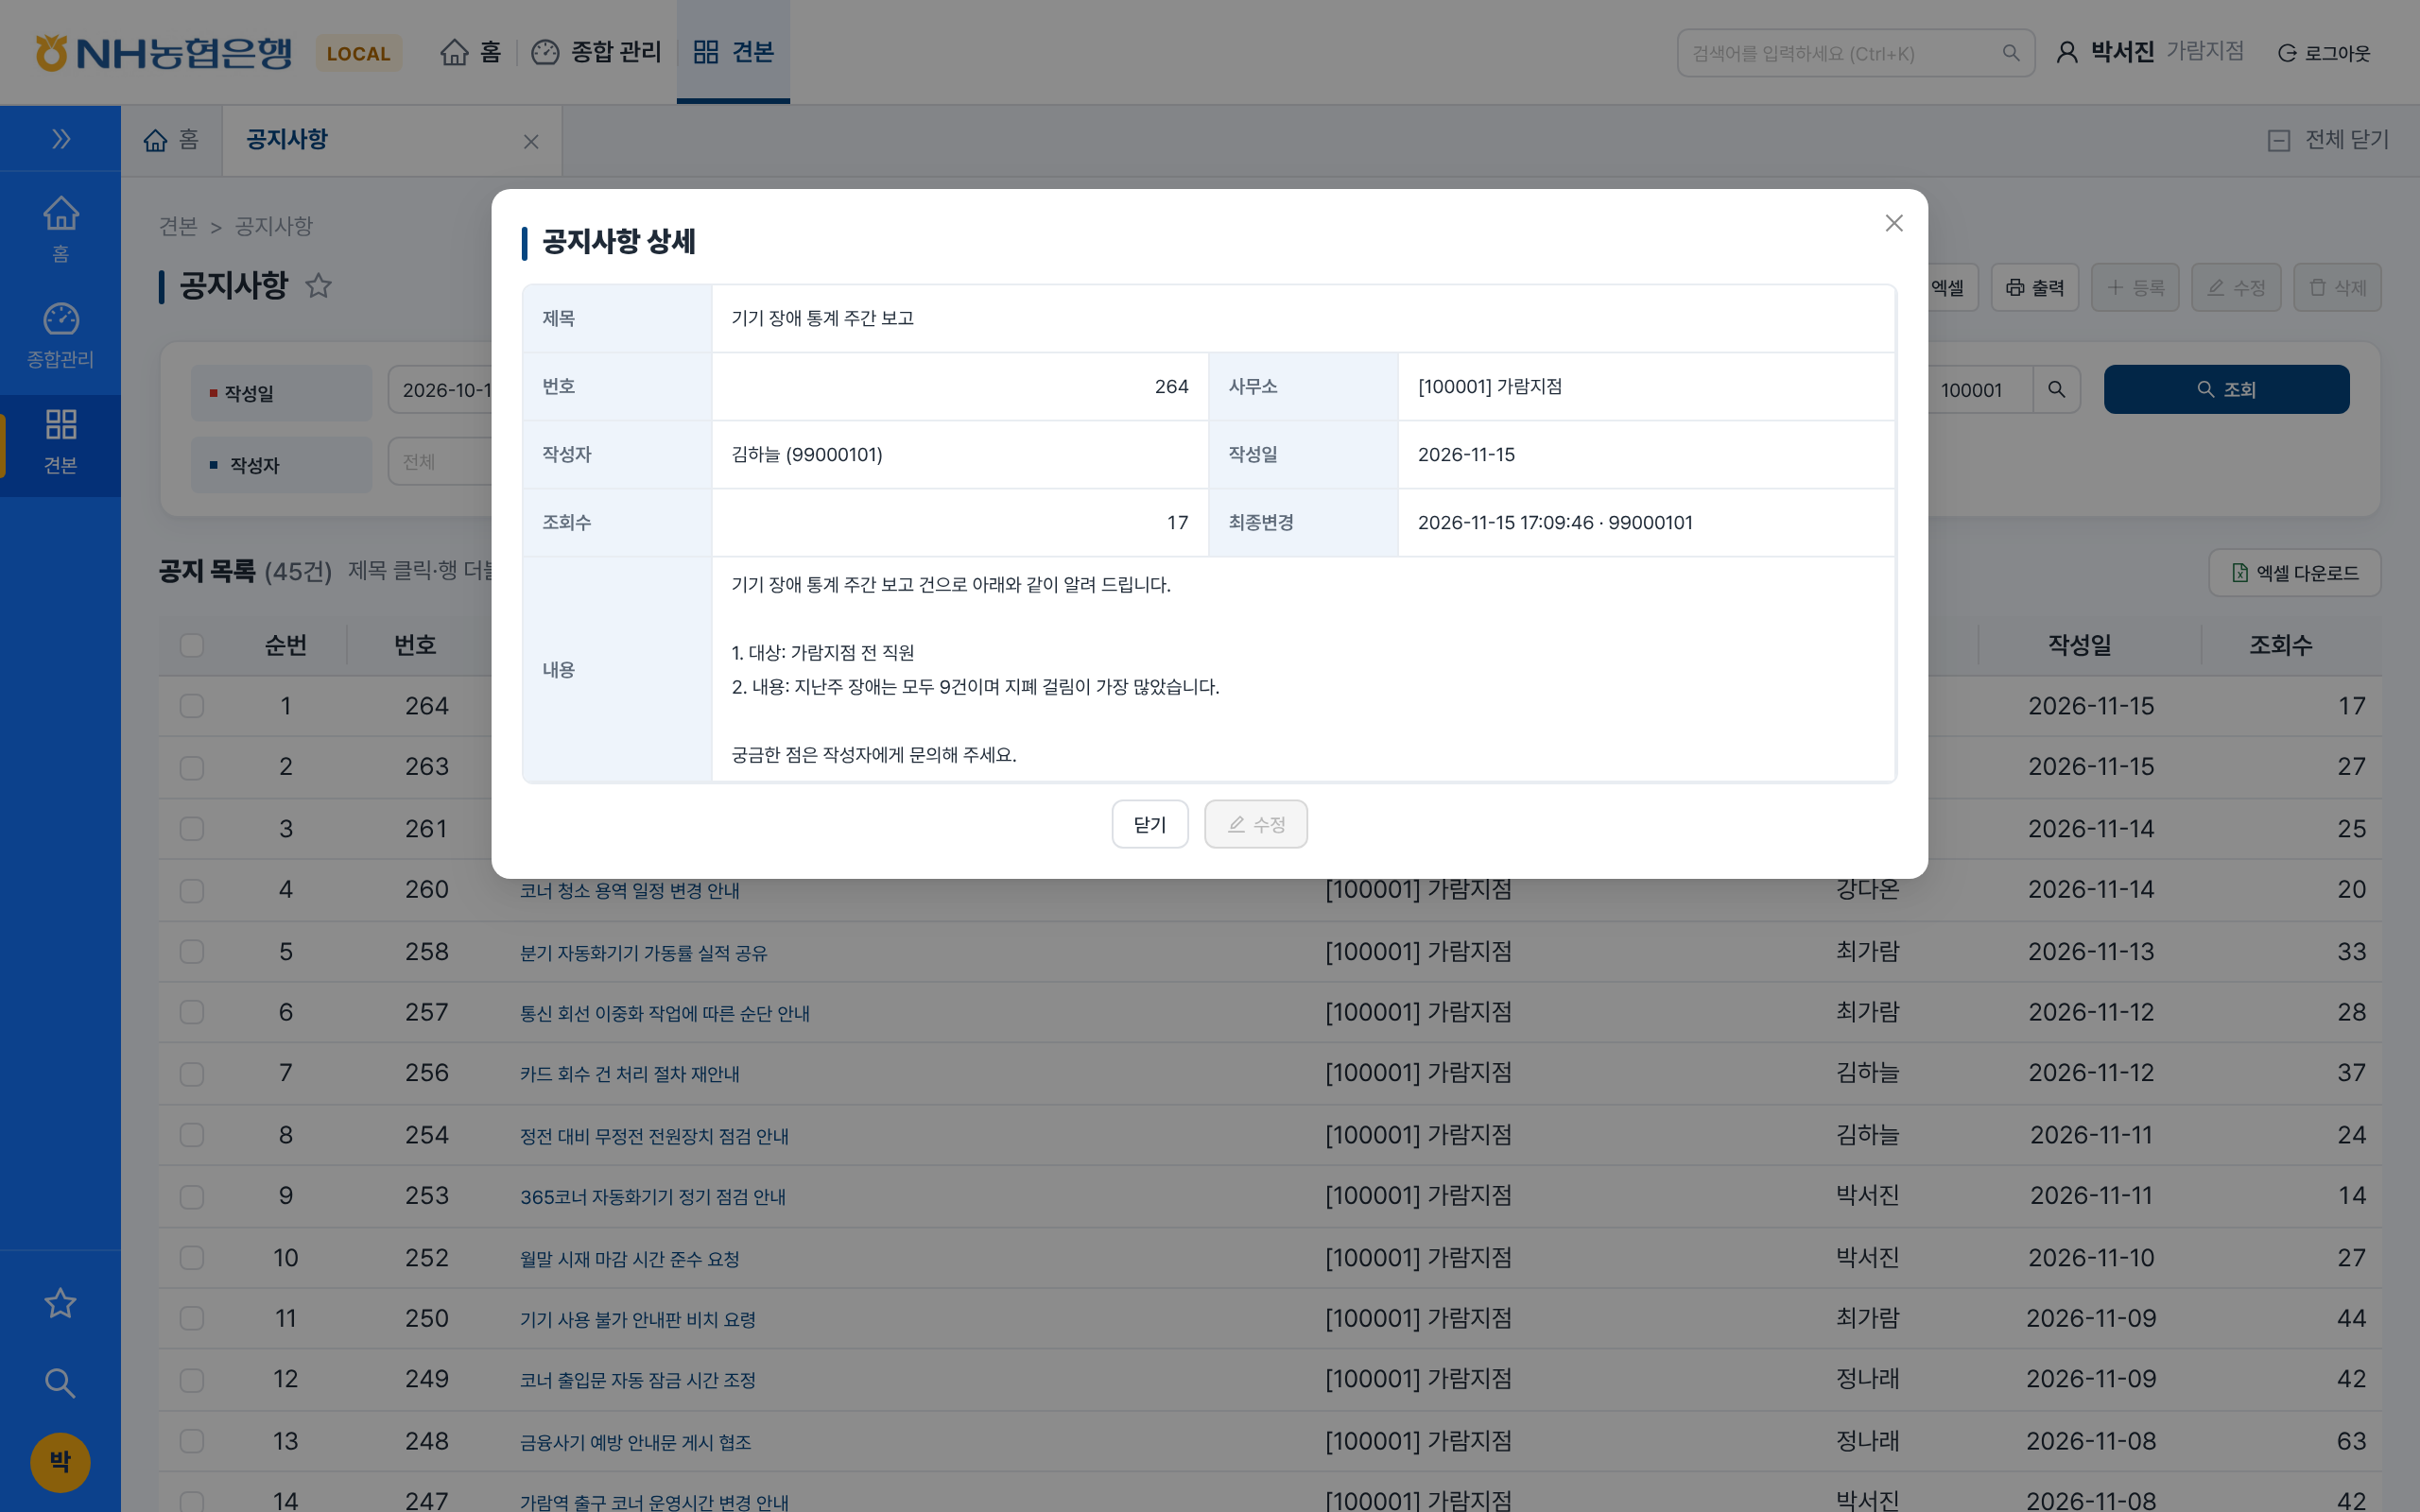 NH농협은행 LOCAL 홈 종합 관리 견본 검색어를 입력하세요 (Ctrl+K) 박서진 가람지점 로그아웃
홈 공지사항 전체 닫기
홈
종합관리
견본
박
견본 > 공지사항
공지사항 엑셀 출력 등록 수정 삭제
작성일 2026-10-1 100001 조회
작성자 전체
공지 목록 (45건) 제목 클릭·행 더블 엑셀 다운로드
공지사항 상세
제목 기기 장애 통계 주간 보고
번호 264 사무소 [100001] 가람지점
작성자 김하늘 (99000101) 작성일 2026-11-15
조회수 17 최종변경 2026-11-15 17:09:46 · 99000101
내용
기기 장애 통계 주간 보고 건으로 아래와 같이 알려 드립니다.
1. 대상: 가람지점 전 직원
2. 내용: 지난주 장애는 모두 9건이며 지폐 걸림이 가장 많았습니다.
궁금한 점은 작성자에게 문의해 주세요.
닫기 수정
순번 번호 작성일 조회수
1 264 2026-11-15 17
2 263 2026-11-15 27
3 261 2026-11-14 25
4 260 코너 청소 용역 일정 변경 안내 [100001] 가람지점 강다온 2026-11-14 20
5 258 분기 자동화기기 가동률 실적 공유 [100001] 가람지점 최가람 2026-11-13 33
6 257 통신 회선 이중화 작업에 따른 순단 안내 [100001] 가람지점 최가람 2026-11-12 28
7 256 카드 회수 건 처리 절차 재안내 [100001] 가람지점 김하늘 2026-11-12 37
8 254 정전 대비 무정전 전원장치 점검 안내 [100001] 가람지점 김하늘 2026-11-11 24
9 253 365코너 자동화기기 정기 점검 안내 [100001] 가람지점 박서진 2026-11-11 14
10 252 월말 시재 마감 시간 준수 요청 [100001] 가람지점 박서진 2026-11-10 27
11 250 기기 사용 불가 안내판 비치 요령 [100001] 가람지점 최가람 2026-11-09 44
12 249 코너 출입문 자동 잠금 시간 조정 [100001] 가람지점 정나래 2026-11-09 42
13 248 금융사기 예방 안내문 게시 협조 [100001] 가람지점 정나래 2026-11-08 63
14 247 가람역 출구 코너 운영시간 변경 안내 [100001] 가람지점 박서진 2026-11-08 42